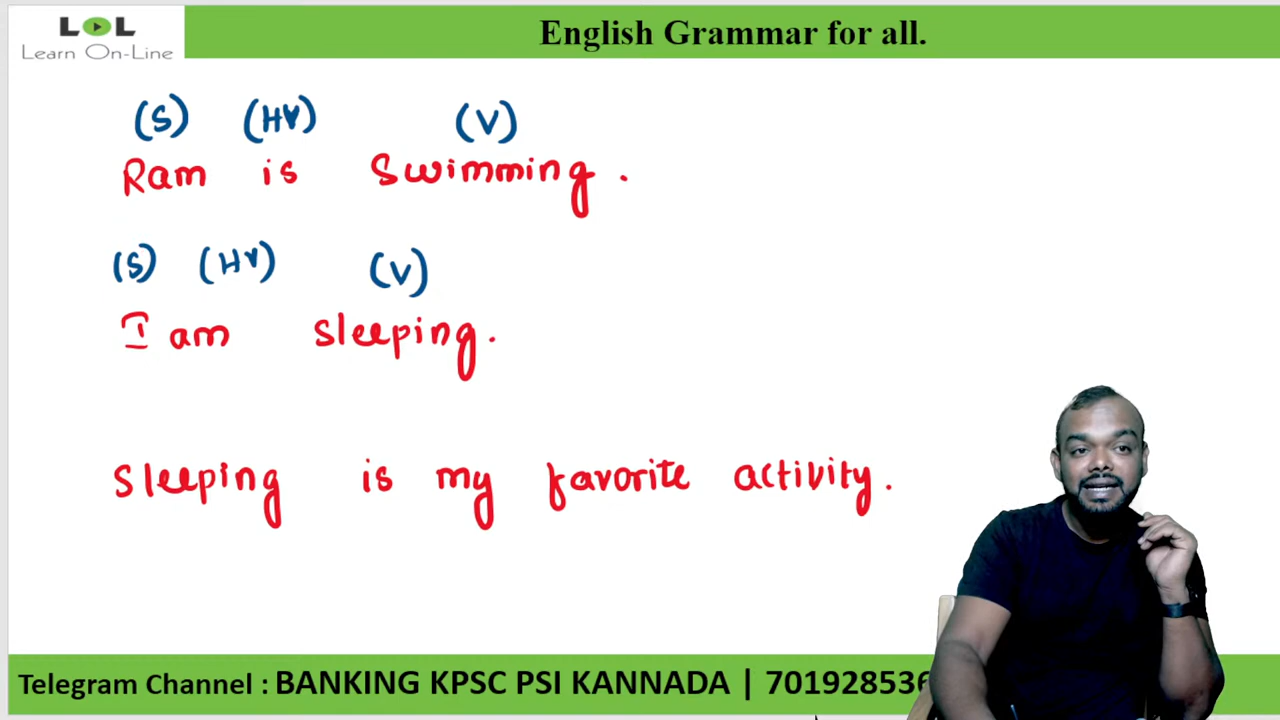 LOL
Learn On-Line
English Grammar for all.
(S) (HV) (V)
Ram is Swimming.
(S) (HV) (V)
I am sleeping.
Sleeping is my favorite activity.
Telegram Channel : BANKING KPSC PSI KANNADA | 701928536